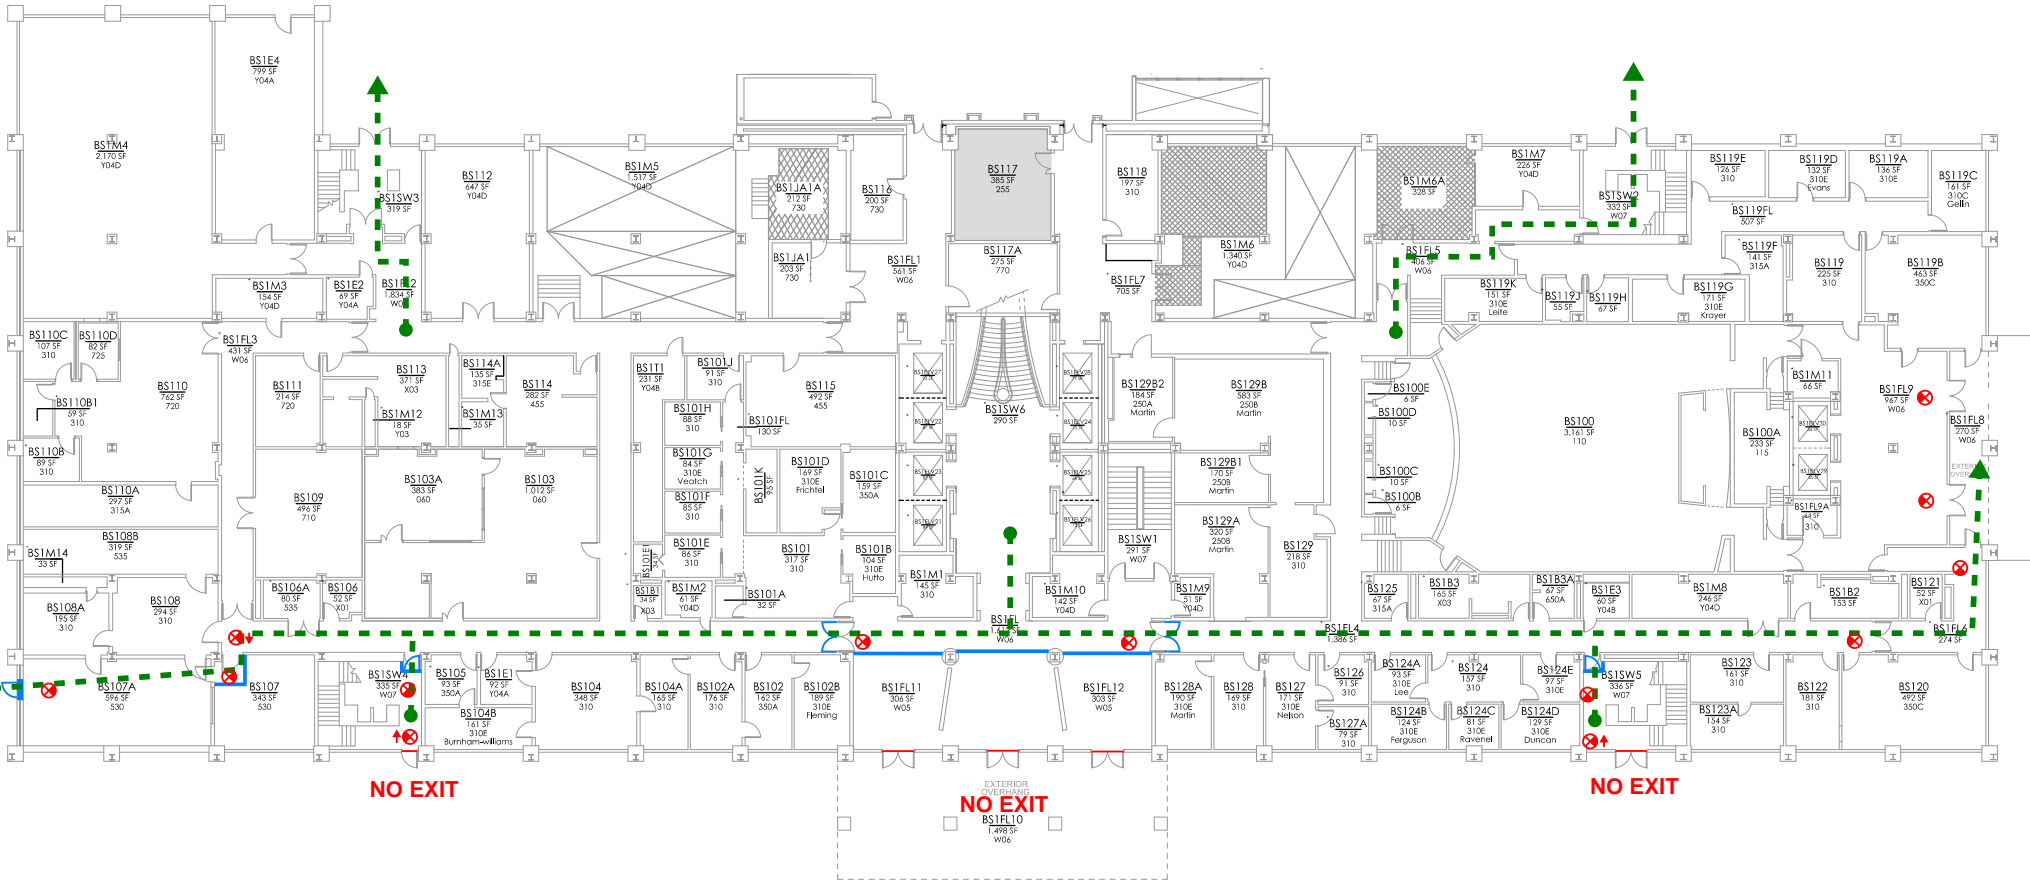 BS1E4
799 SF
Y04A
BS1M4
2,170 SF
Y04D
BS112
647 SF
Y04D
BS1M5
1,517 SF
Y04D
BS1JA1A
212 SF
730
BS116
200 SF
730
BS117
385 SF
255
BS118
197 SF
310
BS1M6A
328 SF
BS1M7
226 SF
Y04D
BS1SW3
319 SF
BS1SW2
332 SF
W07
BS119E
126 SF
310
BS119D
132 SF
310E
Evans
BS119A
136 SF
310E
BS119C
161 SF
310C
Gellin
BS119FL
507 SF
BS1M3
154 SF
Y04D
BS1E2
69 SF
Y04A
BS1FL2
1,834 SF
BS1JA1
203 SF
730
BS1FL1
561 SF
W06
BS117A
275 SF
770
BS1FL7
705 SF
BS1M6
1,340 SF
Y04D
BS1FL5
406 SF
W06
BS119F
141 SF
315A
BS119
225 SF
310
BS119B
463 SF
350C
BS119K
151 SF
310E
Leite
BS119J
55 SF
BS119H
67 SF
BS119G
171 SF
310E
Krayer
BS110C
107 SF
310
BS110D
82 SF
725
BS1FL3
431 SF
W06
BS110
762 SF
720
BS110B1
59 SF
310
BS110B
89 SF
310
BS110A
297 SF
315A
BS111
214 SF
720
BS113
371 SF
X03
BS1M12
18 SF
Y03
BS114A
135 SF
315E
BS1M13
35 SF
BS114
282 SF
455
BS1T1
231 SF
Y04B
BS101J
91 SF
310
BS101H
88 SF
310
BS101FL
130 SF
BS115
492 SF
455
BS1SW6
290 SF
BS129B2
184 SF
250A
Martin
BS129B
583 SF
250B
Martin
BS100E
6 SF
BS100D
10 SF
BS100C
10 SF
BS100B
6 SF
BS100
3,161 SF
110
BS100A
233 SF
115
BS1M11
66 SF
BS1FL9
967 SF
W06
BS1FL8
270 SF
W06
BS1FL9A
44 SF
310
BS109
496 SF
710
BS103A
383 SF
060
BS103
1,012 SF
060
BS101G
84 SF
310E
Veatch
BS101F
85 SF
310
BS101E
86 SF
310
BS101E1
34 SF
BS101K
95 SF
BS101D
169 SF
310E
Frichtel
BS101C
159 SF
350A
BS101
317 SF
310
BS101B
104 SF
310E
Hutto
BS129B1
170 SF
250B
Martin
BS129A
320 SF
250B
Martin
BS129
218 SF
310
BS1SW1
291 SF
W07
BS108B
319 SF
535
BS1M14
33 SF
BS108A
195 SF
310
BS108
294 SF
310
BS106A
80 SF
535
BS106
52 SF
X01
BS1B1
34 SF
X03
BS1M2
61 SF
Y04D
BS101A
32 SF
BS1M1
145 SF
310
BS1M10
142 SF
Y04D
BS1M9
51 SF
Y04D
BS125
67 SF
315A
BS1B3
165 SF
X03
BS1B3A
67 SF
650A
BS1E3
60 SF
Y04B
BS1M8
246 SF
Y04D
BS1B2
153 SF
BS121
52 SF
X01
BS1FL
W06
BS1FL4
1,386 SF
BS1FL6
274 SF
BS107A
596 SF
530
BS107
343 SF
530
BS1SW4
335 SF
W07
BS105
93 SF
350A
BS1E1
92 SF
Y04A
BS104B
161 SF
310E
Burnham-williams
BS104
348 SF
310
BS104A
165 SF
310
BS102A
176 SF
310
BS102
162 SF
350A
BS102B
189 SF
310E
Fleming
BS1FL11
306 SF
W05
BS1FL12
303 SF
W05
BS128A
190 SF
310E
Martin
BS128
169 SF
310
BS127
171 SF
310E
Nelson
BS126
91 SF
310
BS127A
79 SF
310
BS124A
93 SF
310E
Lee
BS124
157 SF
310
BS124E
97 SF
310E
BS124B
124 SF
310E
Ferguson
BS124C
81 SF
310E
Ravenel
BS124D
129 SF
310E
Duncan
BS1SW5
336 SF
W07
BS123
161 SF
310
BS123A
154 SF
310
BS122
181 SF
310
BS120
492 SF
350C
NO EXIT
EXTERIOR
OVERHANG
NO EXIT
BS1FL10
1,498 SF
W06
NO EXIT